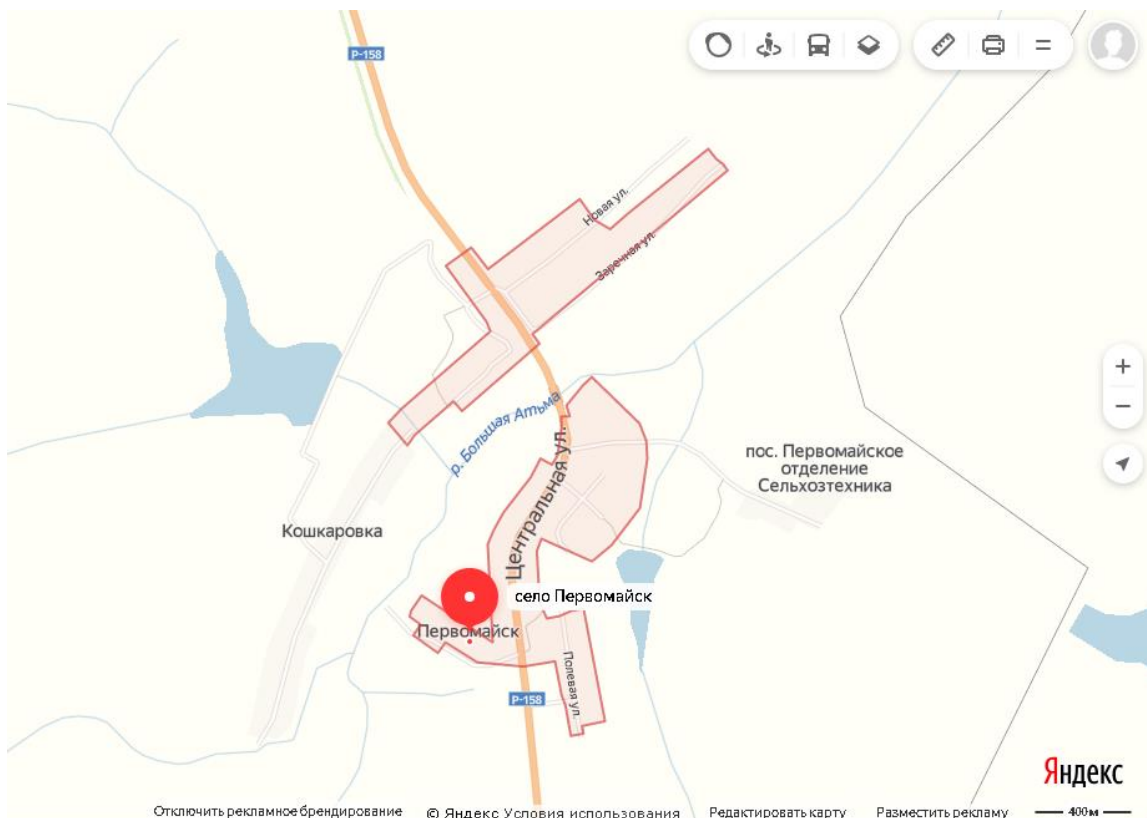 Р-158
Новая ул.
Заречная ул.
р. Большая Атьма
Центральная ул.
пос. Первомайское
отделение
Сельхозтехника
Кошкаровка
село Первомайск
Первомайск
Полевая ул.
Р-158
Яндекс
Отключить рекламное брендирование
© Яндекс Условия использования
Редактировать карту
Разместить рекламу
400 м